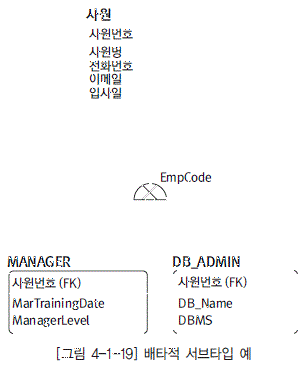 사원
사원번호
사원명
전화번호
이메일
입사일
EmpCode
MANAGER
사원번호 (FK)
MarTrainingDate
ManagerLevel
DB_ADMIN
사원번호 (FK)
DB_Name
DBMS
[그림 4-1-19] 배타적 서브타입 예